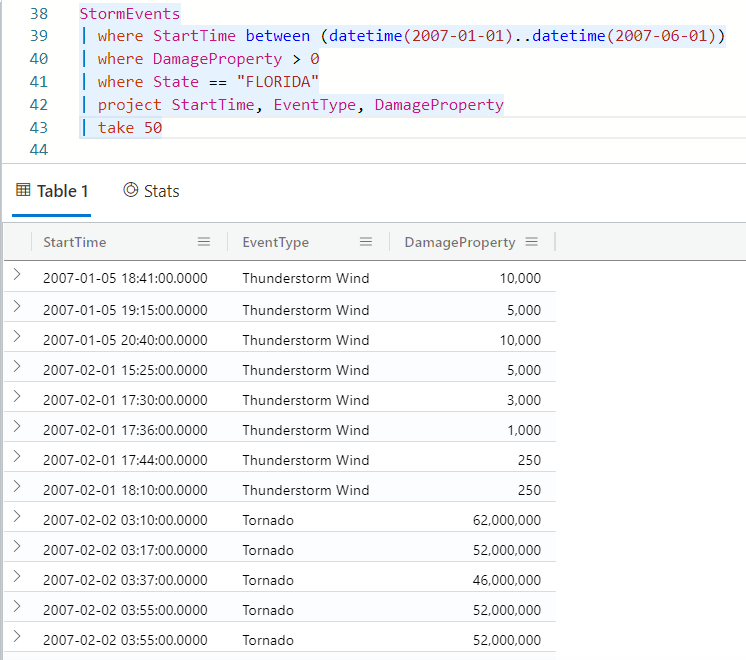 38 StormEvents
39 | where StartTime between (datetime(2007-01-01)..datetime(2007-06-01))
40 | where DamageProperty > 0
41 | where State == "FLORIDA"
42 | project StartTime, EventType, DamageProperty
43 | take 50
44
Table 1 Stats
StartTime EventType DamageProperty
2007-01-05 18:41:00.0000 Thunderstorm Wind 10,000
2007-01-05 19:15:00.0000 Thunderstorm Wind 5,000
2007-01-05 20:40:00.0000 Thunderstorm Wind 10,000
2007-02-01 15:25:00.0000 Thunderstorm Wind 5,000
2007-02-01 17:30:00.0000 Thunderstorm Wind 3,000
2007-02-01 17:36:00.0000 Thunderstorm Wind 1,000
2007-02-01 17:44:00.0000 Thunderstorm Wind 250
2007-02-01 18:10:00.0000 Thunderstorm Wind 250
2007-02-02 03:10:00.0000 Tornado 62,000,000
2007-02-02 03:17:00.0000 Tornado 52,000,000
2007-02-02 03:37:00.0000 Tornado 46,000,000
2007-02-02 03:55:00.0000 Tornado 52,000,000
2007-02-02 03:55:00.0000 Tornado 52,000,000